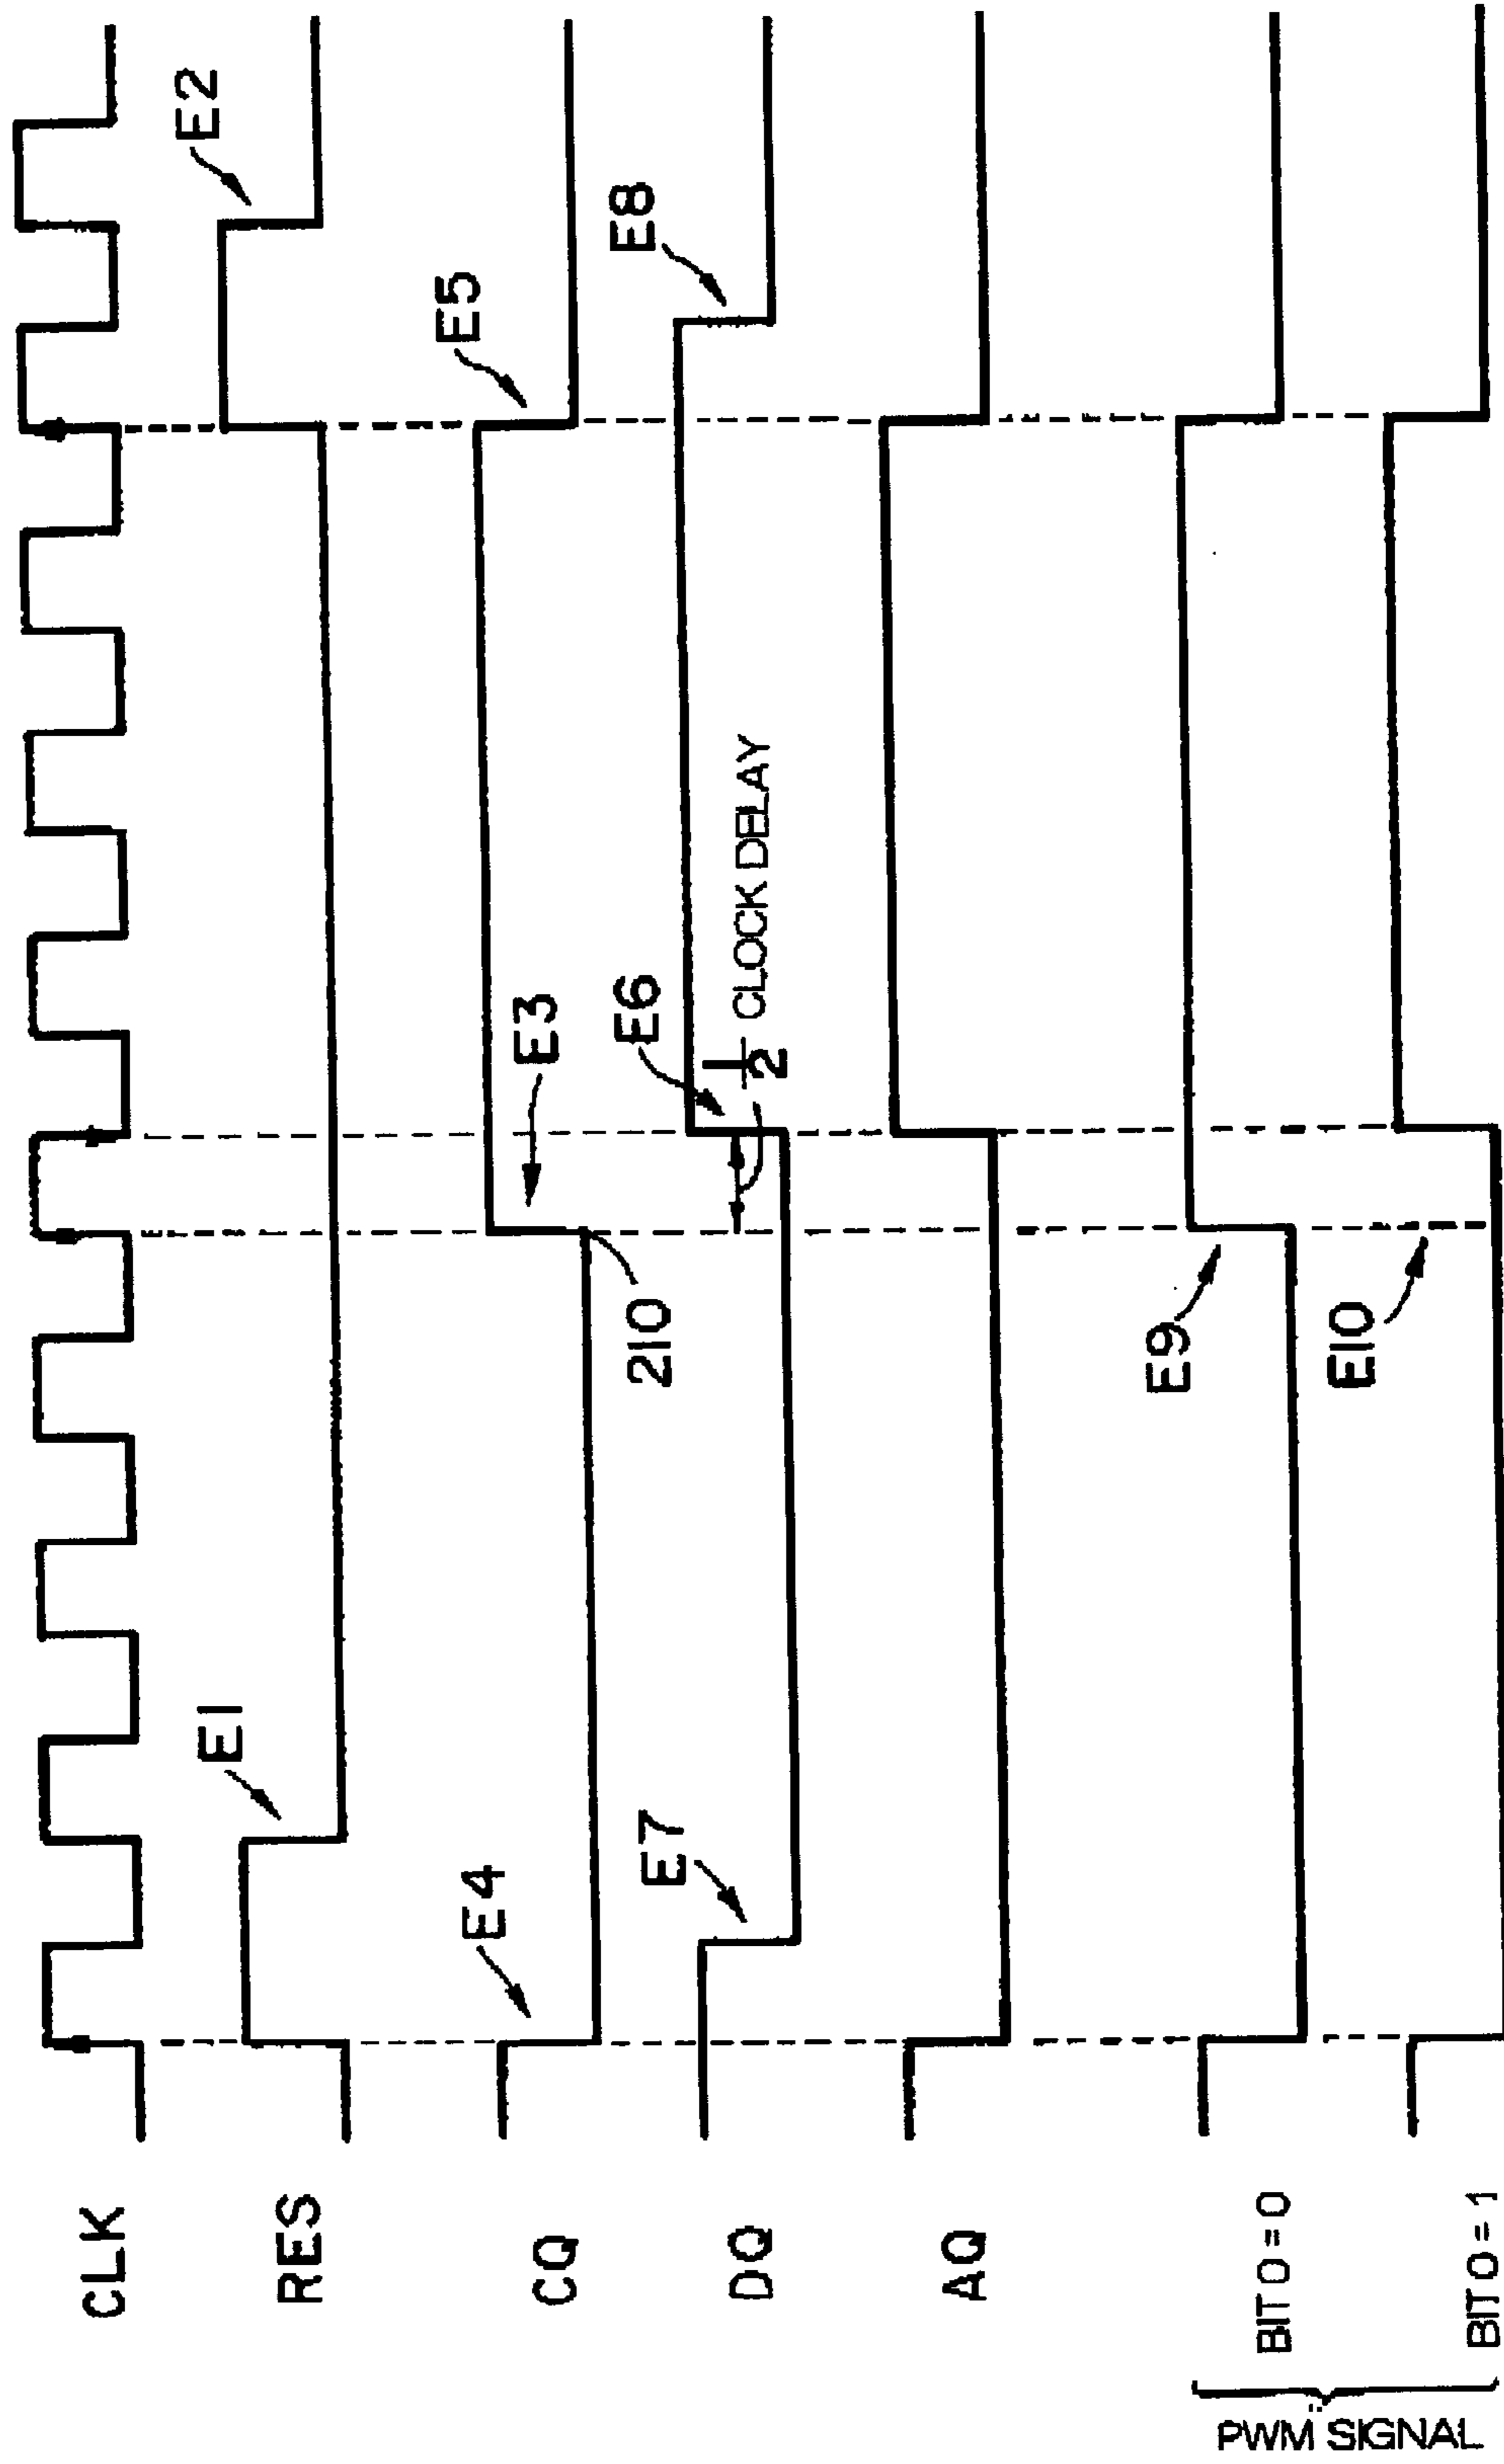 CLK
E2
RES
E1
E5
CQ
E4
E3
210
E8
DQ
E7
E6
1/2 CLOCK DELAY
AQ
PWM SIGNAL
BIT 0 = 0
E9
BIT 0 = 1
E10